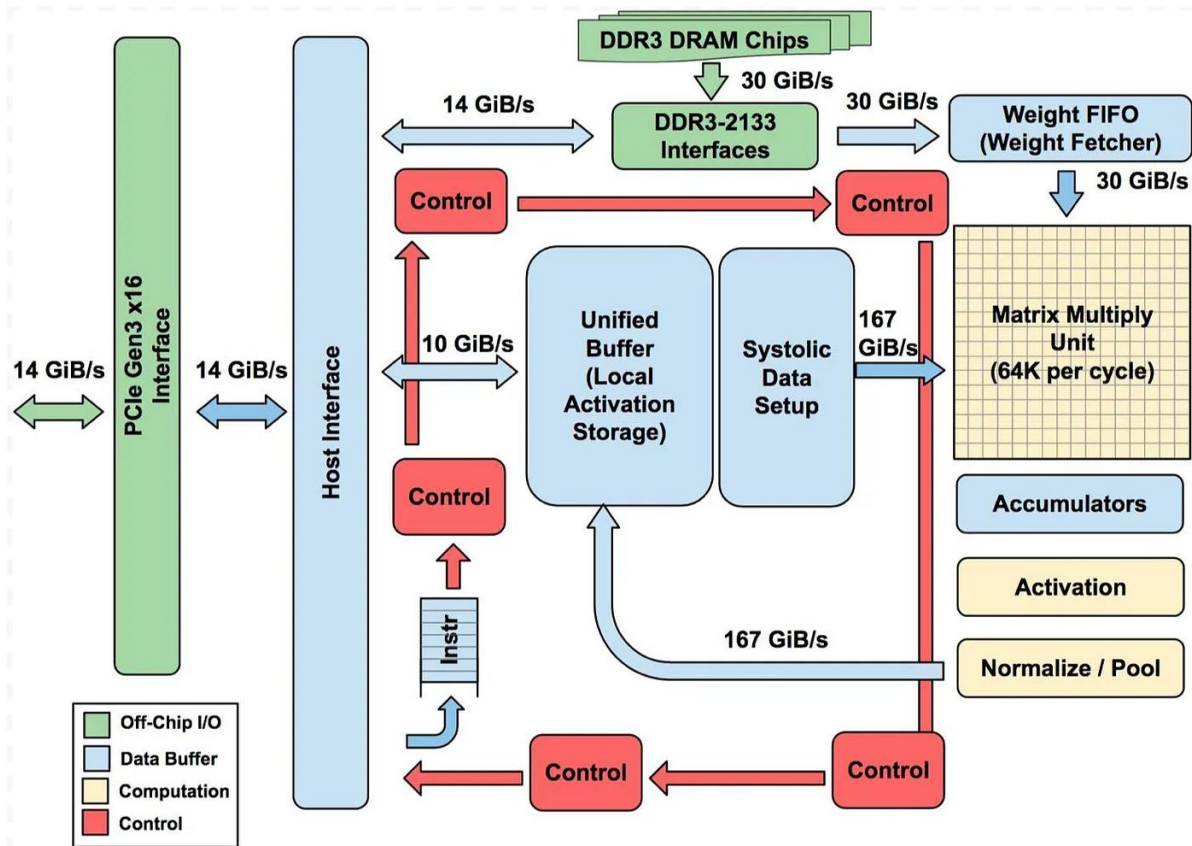 DDR3 DRAM Chips
30 GiB/s
14 GiB/s
DDR3-2133
Interfaces
30 GiB/s
Weight FIFO
(Weight Fetcher)
30 GiB/s
Control
Control
14 GiB/s
PCIe Gen3 x16
Interface
14 GiB/s
Host Interface
10 GiB/s
Unified
Buffer
(Local
Activation
Storage)
Systolic
Data
Setup
167
GiB/s
Matrix Multiply
Unit
(64K per cycle)
Control
Accumulators
Activation
Instr
167 GiB/s
Normalize / Pool
Control
Control
Off-Chip I/O
Data Buffer
Computation
Control